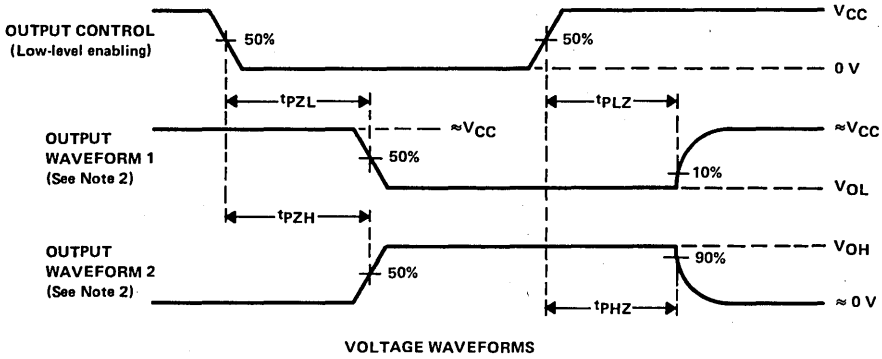 OUTPUT CONTROL
(Low-level enabling)
50%
50%
VCC
0 V
tPZL
tPLZ
OUTPUT
WAVEFORM 1
(See Note 2)
≈VCC
50%
≈VCC
10%
VOL
tPZH
OUTPUT
WAVEFORM 2
(See Note 2)
50%
VOH
90%
≈ 0 V
tPHZ
VOLTAGE WAVEFORMS